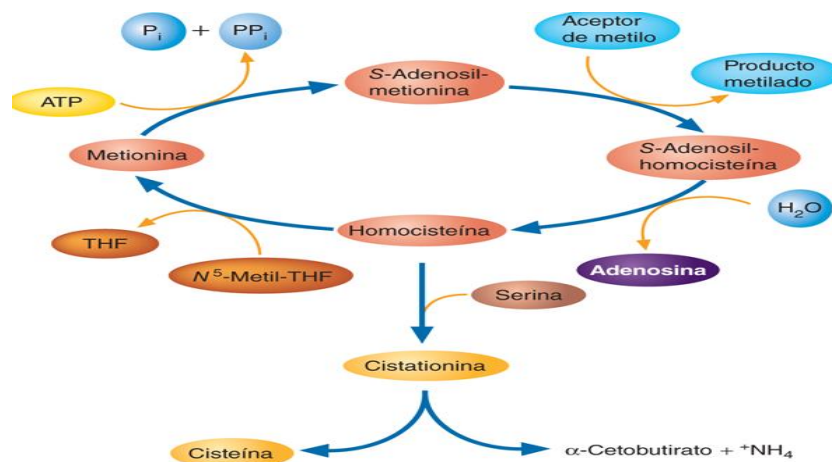 Pi + PPi
Aceptor
de metilo
Producto
metilado
S-Adenosil-
metionina
ATP
Metionina
S-Adenosil-
homocisteína
H2O
Homocisteína
THF
N5-Metil-THF
Adenosina
Serina
Cistationina
Cisteína
α-Cetobutirato + +NH4